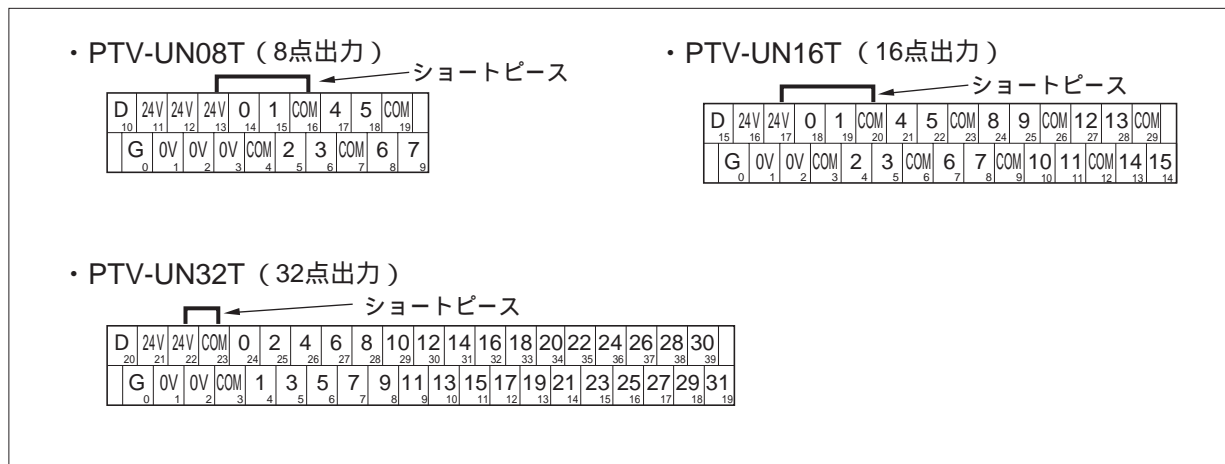 ・PTV-UN08T（8点出力）
ショートピース
D 24V 24V 24V 0 1 COM 4 5 COM
10 11 12 13 14 15 16 17 18 19
G 0V 0V 0V COM 2 3 COM 6 7
0 1 2 3 4 5 6 7 8 9
・PTV-UN16T（16点出力）
ショートピース
D 24V 24V 0 1 COM 4 5 COM 8 9 COM 12 13 COM
15 16 17 18 19 20 21 22 23 24 25 26 27 28 29
G 0V 0V COM 2 3 COM 6 7 COM 10 11 COM 14 15
0 1 2 3 4 5 6 7 8 9 10 11 12 13 14
・PTV-UN32T（32点出力）
ショートピース
D 24V 24V COM 0 2 4 6 8 10 12 14 16 18 20 22 24 26 28 30
20 21 22 23 24 25 26 27 28 29 30 31 32 33 34 35 36 37 38 39
G 0V 0V COM 1 3 5 7 9 11 13 15 17 19 21 23 25 27 29 31
0 1 2 3 4 5 6 7 8 9 10 11 12 13 14 15 16 17 18 19